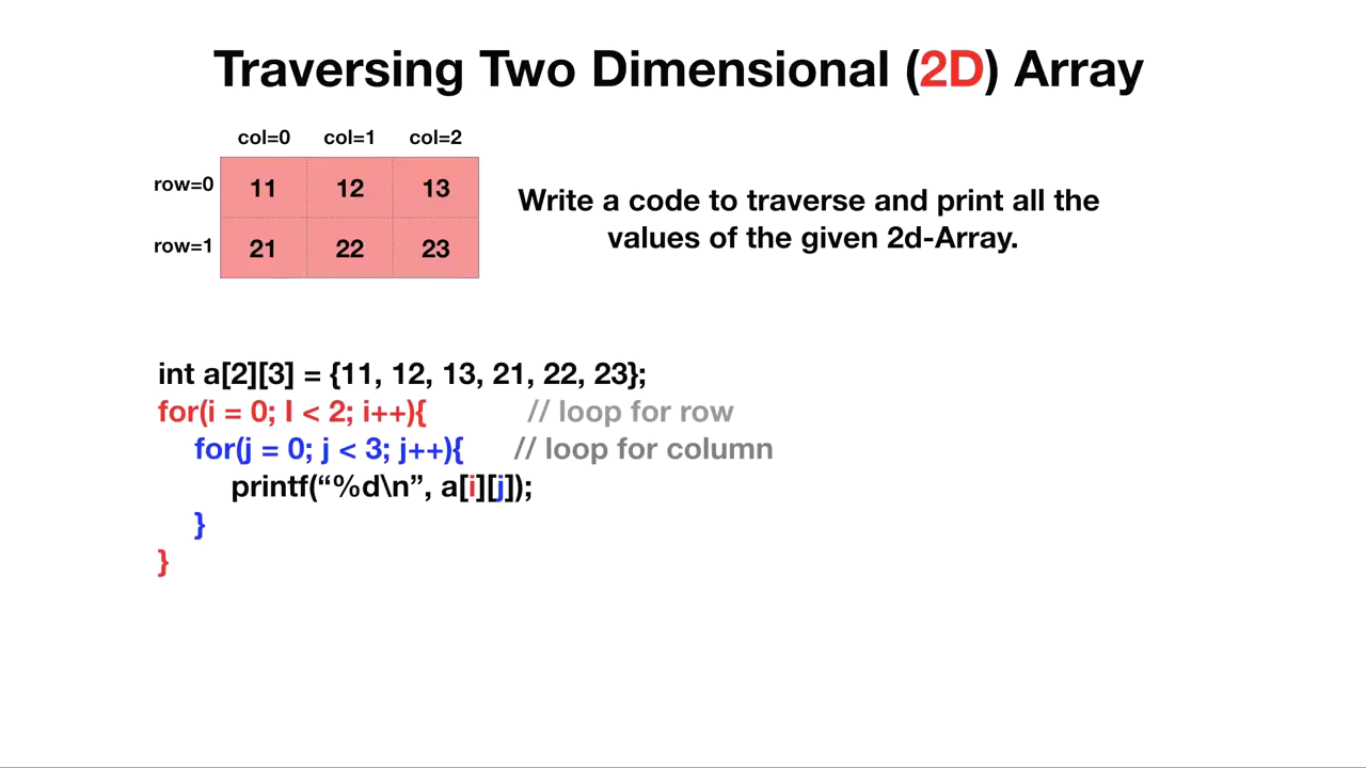 Traversing Two Dimensional (2D) Array
col=0 col=1 col=2
row=0 11 12 13
row=1 21 22 23
Write a code to traverse and print all the
values of the given 2d-Array.
int a[2][3] = {11, 12, 13, 21, 22, 23};
for(i = 0; I < 2; i++){ // loop for row
for(j = 0; j < 3; j++){ // loop for column
printf(“%d\n”, a[i][j]);
}
}